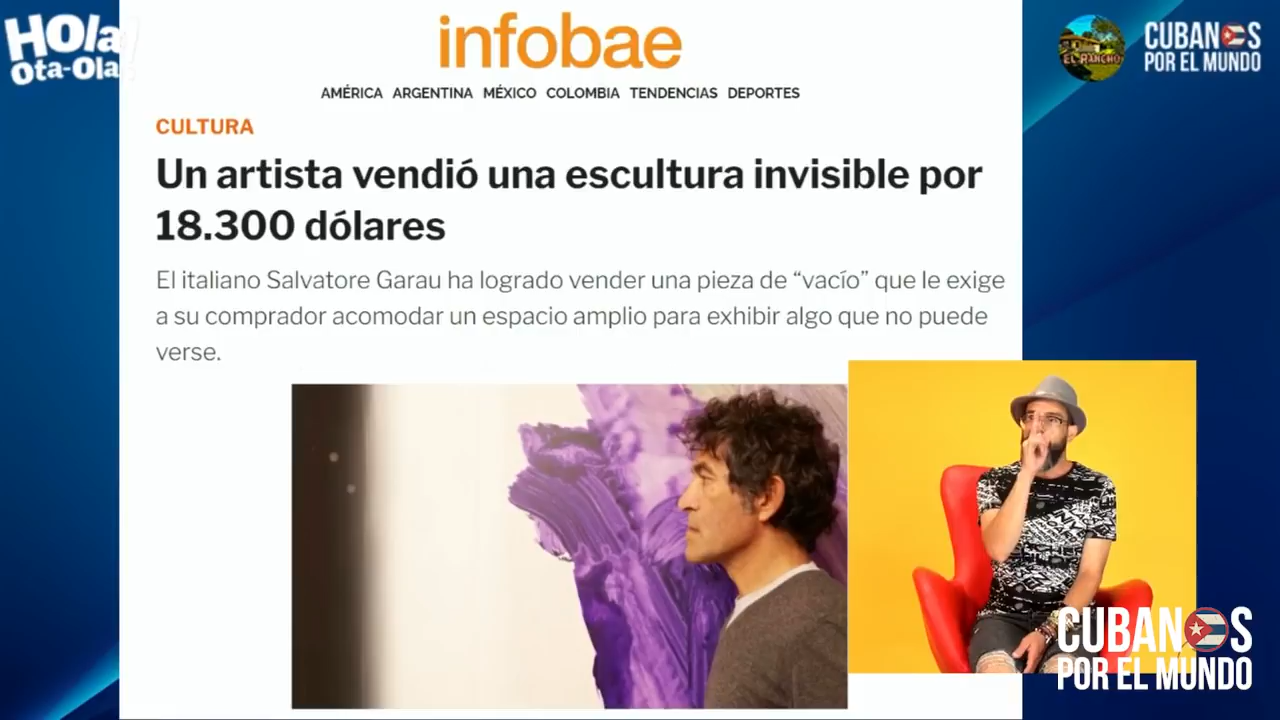 HOla!
Ota-Ola!
infobae
EL RANCHO
CUBANOS
POR EL MUNDO
AMÉRICA ARGENTINA MÉXICO COLOMBIA TENDENCIAS DEPORTES
CULTURA
Un artista vendió una escultura invisible por
18.300 dólares
El italiano Salvatore Garau ha logrado vender una pieza de “vacío” que le exige
a su comprador acomodar un espacio amplio para exhibir algo que no puede
verse.
CUBANOS
POR EL MUNDO